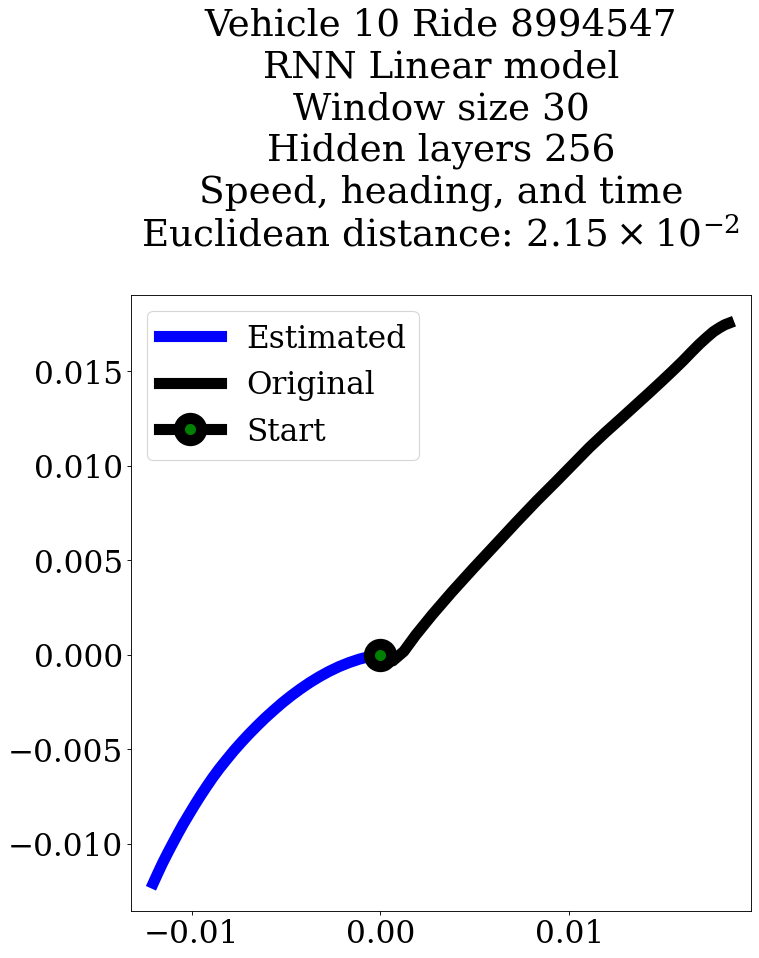 Vehicle 10 Ride 8994547
RNN Linear model
Window size 30
Hidden layers 256
Speed, heading, and time
Euclidean distance: 2.15 × 10⁻²
Estimated
Original
Start
0.015
0.010
0.005
0.000
−0.005
−0.010
−0.01
0.00
0.01